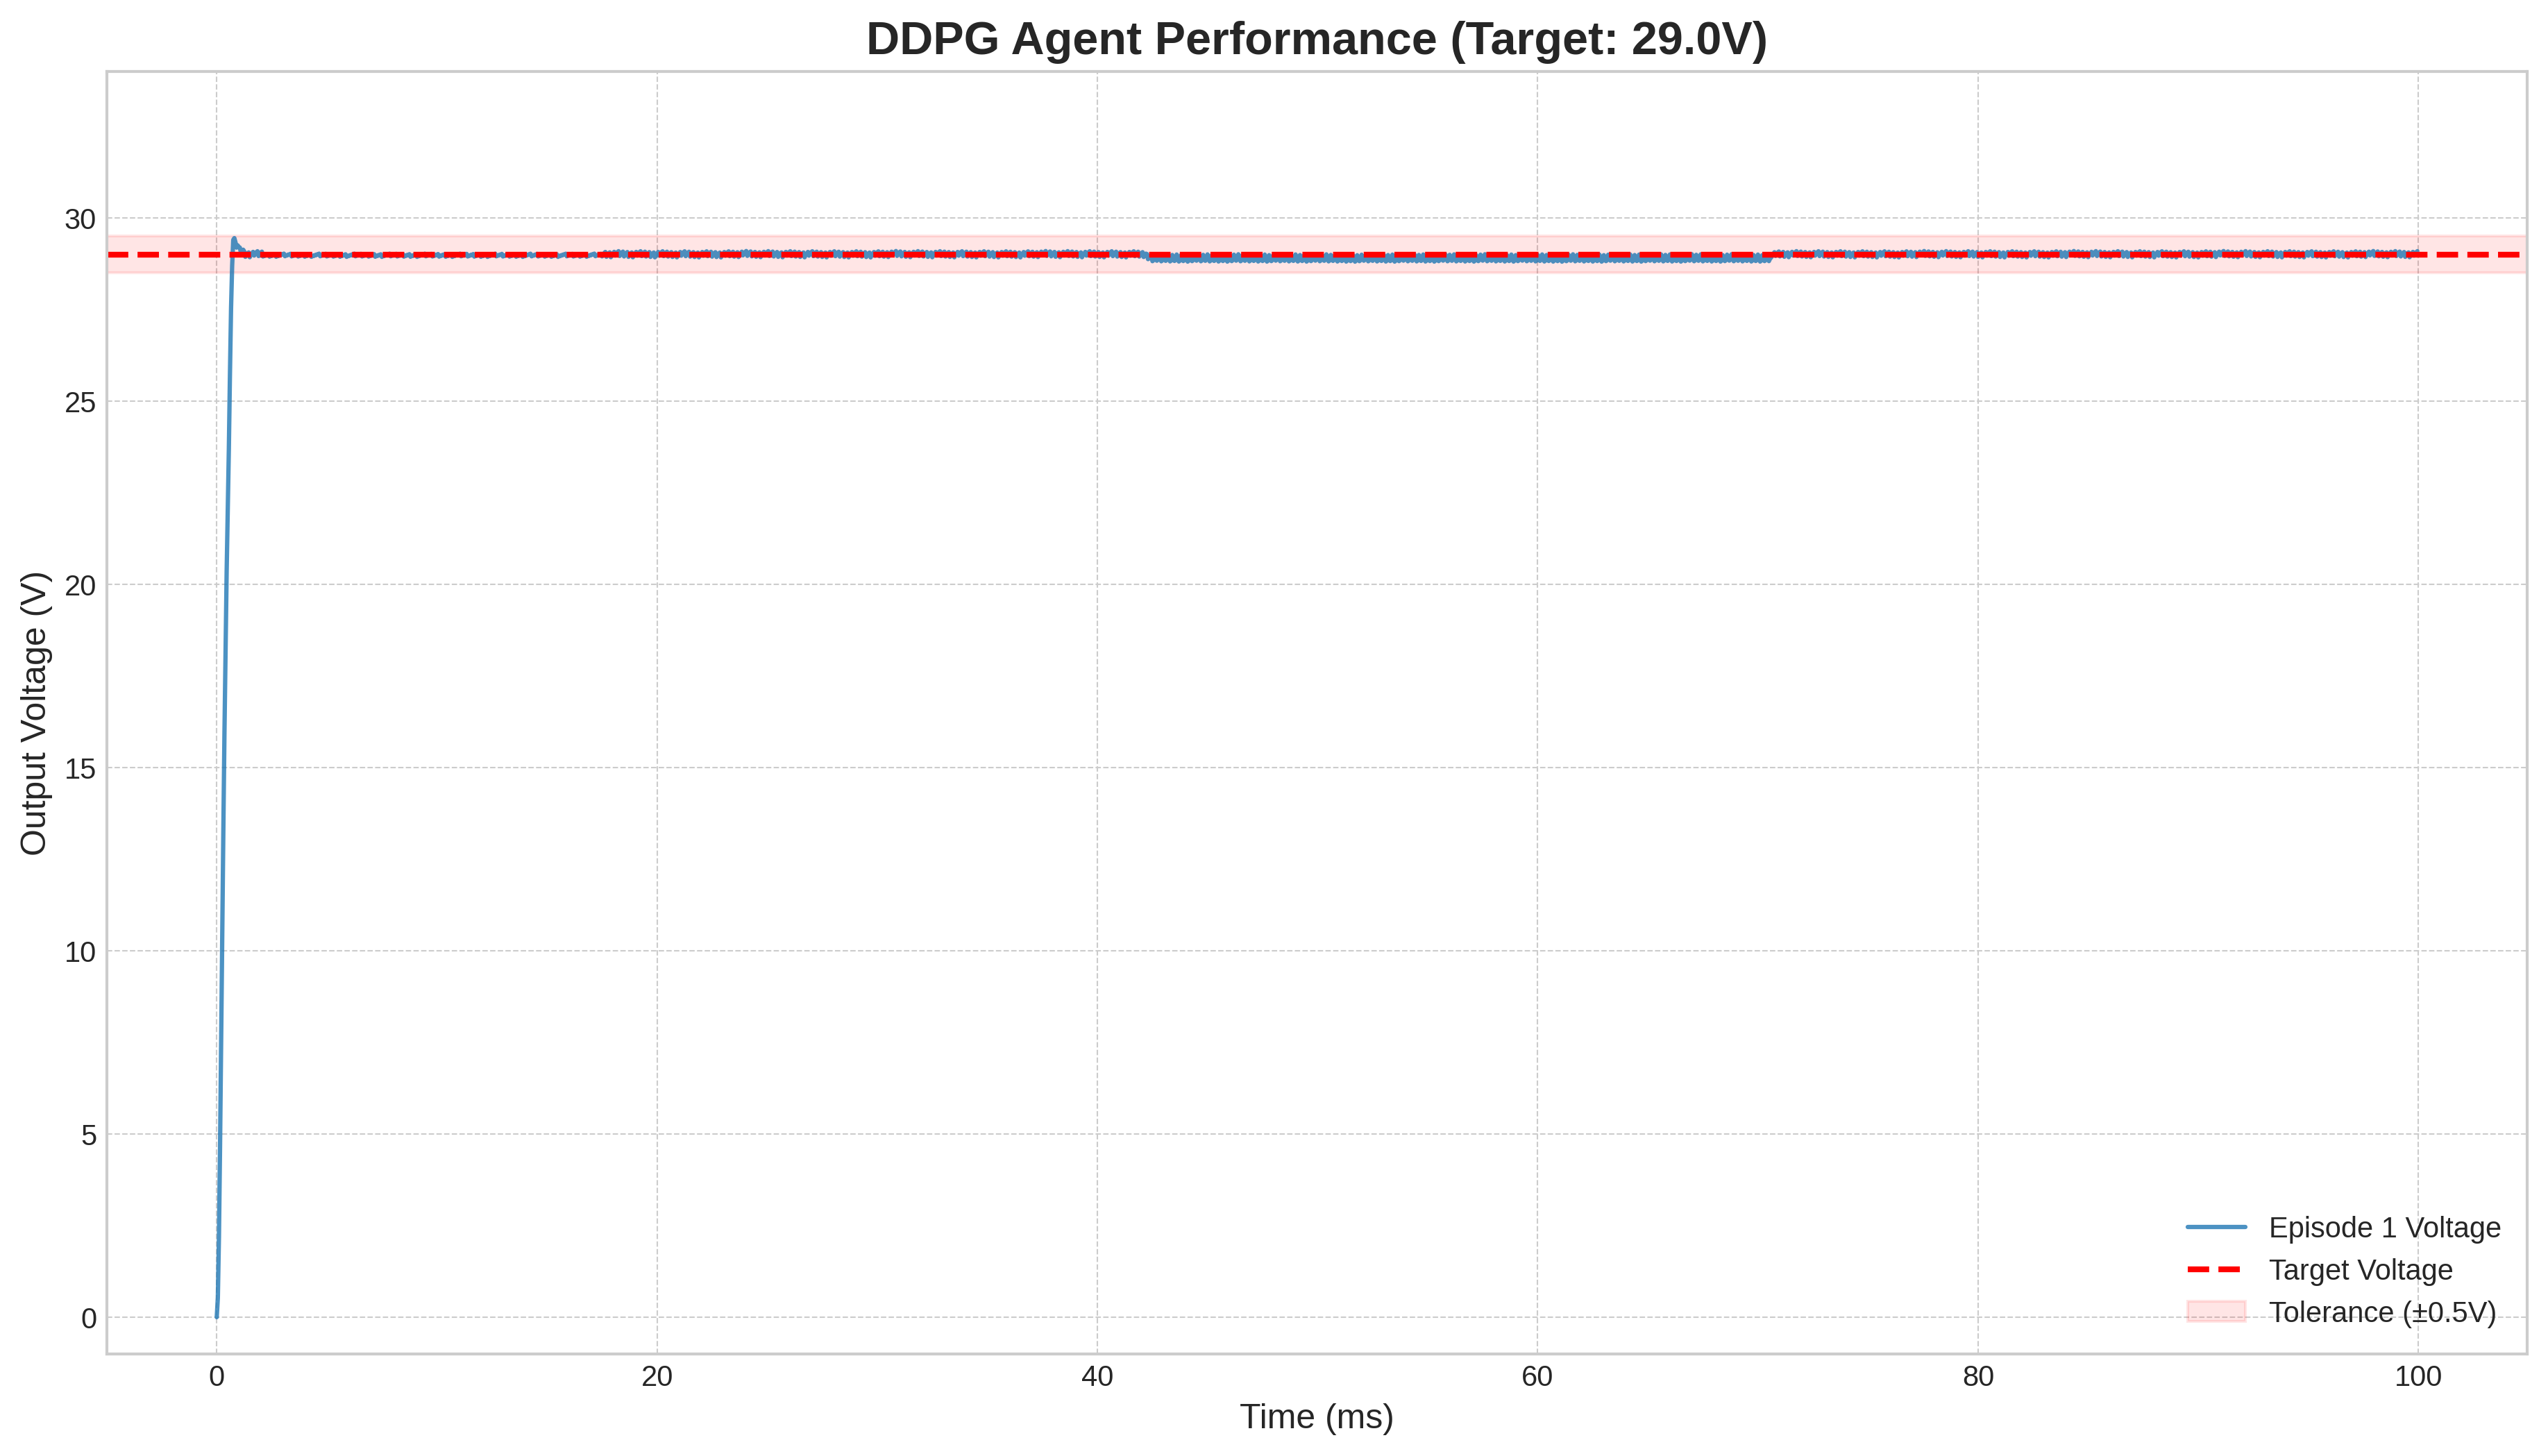 DDPG Agent Performance (Target: 29.0V)
Output Voltage (V)
30
25
20
15
10
5
0
0 20 40 60 80 100
Time (ms)
Episode 1 Voltage
Target Voltage
Tolerance (±0.5V)